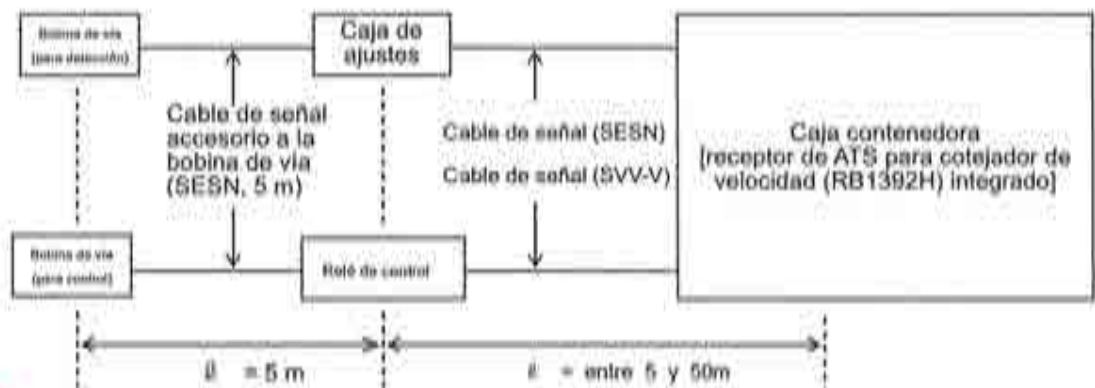 Bobina de vía
(para detección)
Caja de
ajustes
Cable de señal
accesorio a la
bobina de vía
(SESN, 5 m)
Cable de señal (SESN)
Cable de señal (SVV-V)
Caja contenedora
[receptor de ATS para cotejador de
velocidad (RB1392H) integrado]
Bobina de vía
(para control)
Relé de control
ℓ = 5 m
ℓ = entre 5 y 50m